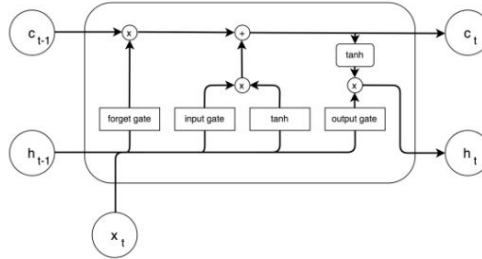 c t-1
x
+
c t
tanh
x
x
forget gate
input gate
tanh
output gate
h t-1
h t
x t